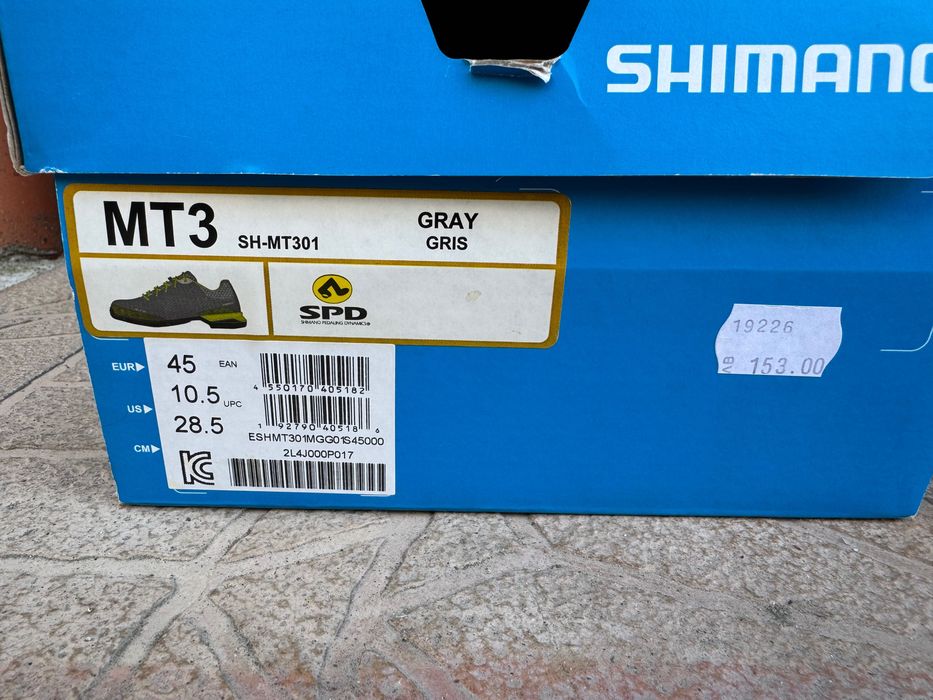 SHIMANO
MT3 SH-MT301
GRAY
GRIS
SPD
SHIMANO PEDALING DYNAMICS®
EUR 45 EAN
4 550170 405182
US 10.5 UPC
1 92790 40518 6
CM 28.5
ESHMT301MGG01S45000
2L4J000P017
KC
19226
153.00